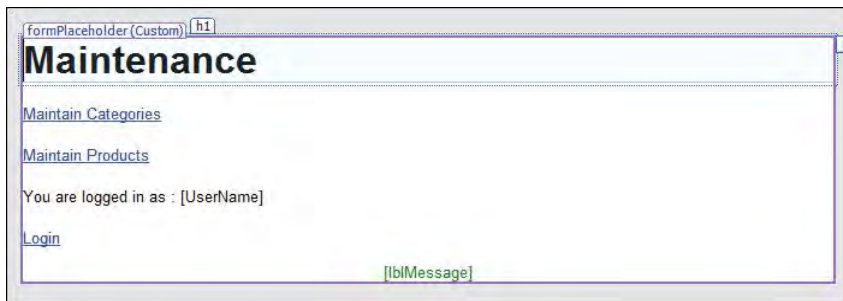 formPlaceholder (Custom) h1
Maintenance
Maintain Categories
Maintain Products
You are logged in as : [UserName]
Login
[lblMessage]